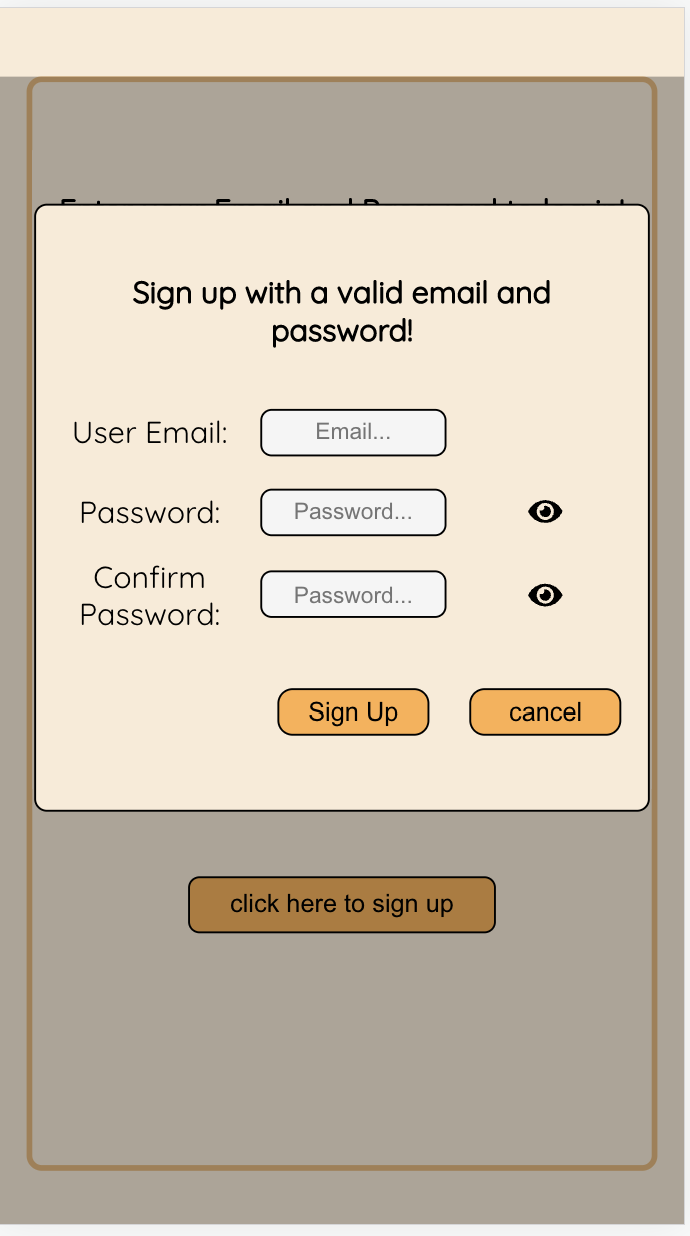 Sign up with a valid email and
password!
User Email:
Email...
Password:
Password...
Confirm
Password:
Password...
Sign Up
cancel
click here to sign up